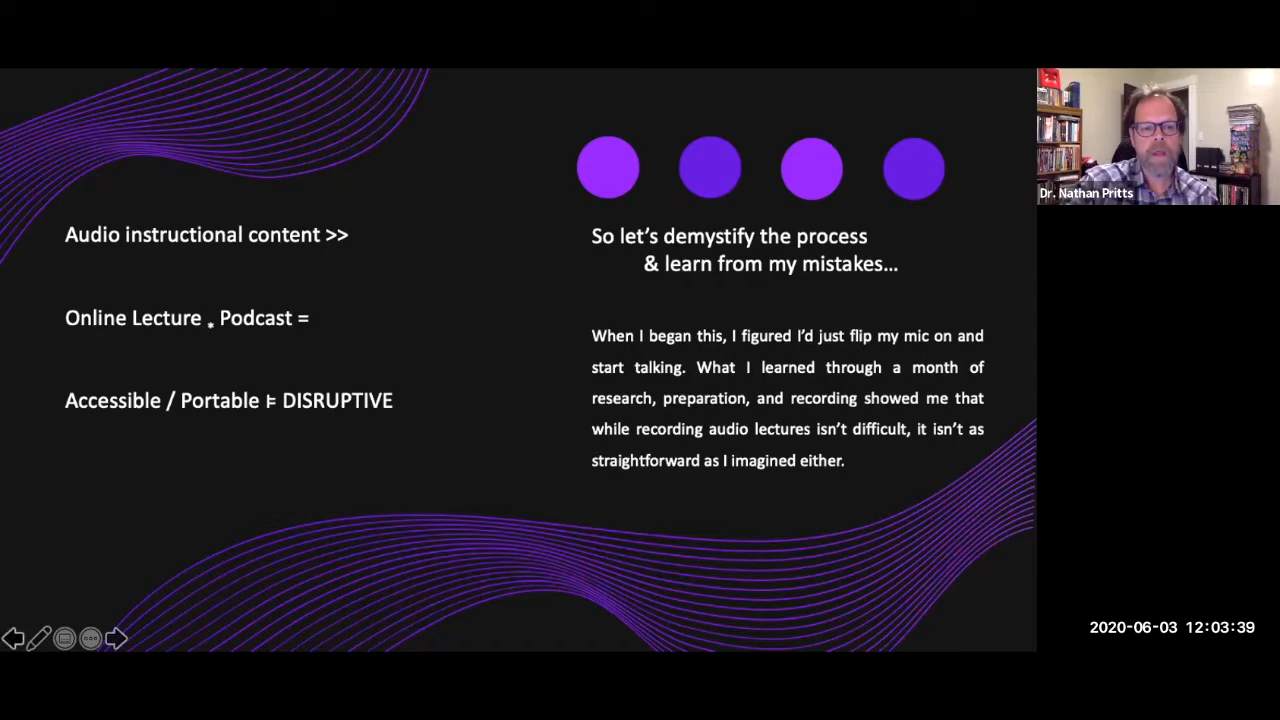 Audio instructional content >>
Online Lecture * Podcast =
Accessible / Portable ⊧ DISRUPTIVE
So let’s demystify the process
& learn from my mistakes…
When I began this, I figured I’d just flip my mic on and
start talking. What I learned through a month of
research, preparation, and recording showed me that
while recording audio lectures isn’t difficult, it isn’t as
straightforward as I imagined either.
Dr. Nathan Pritts
2020-06-03 12:03:39